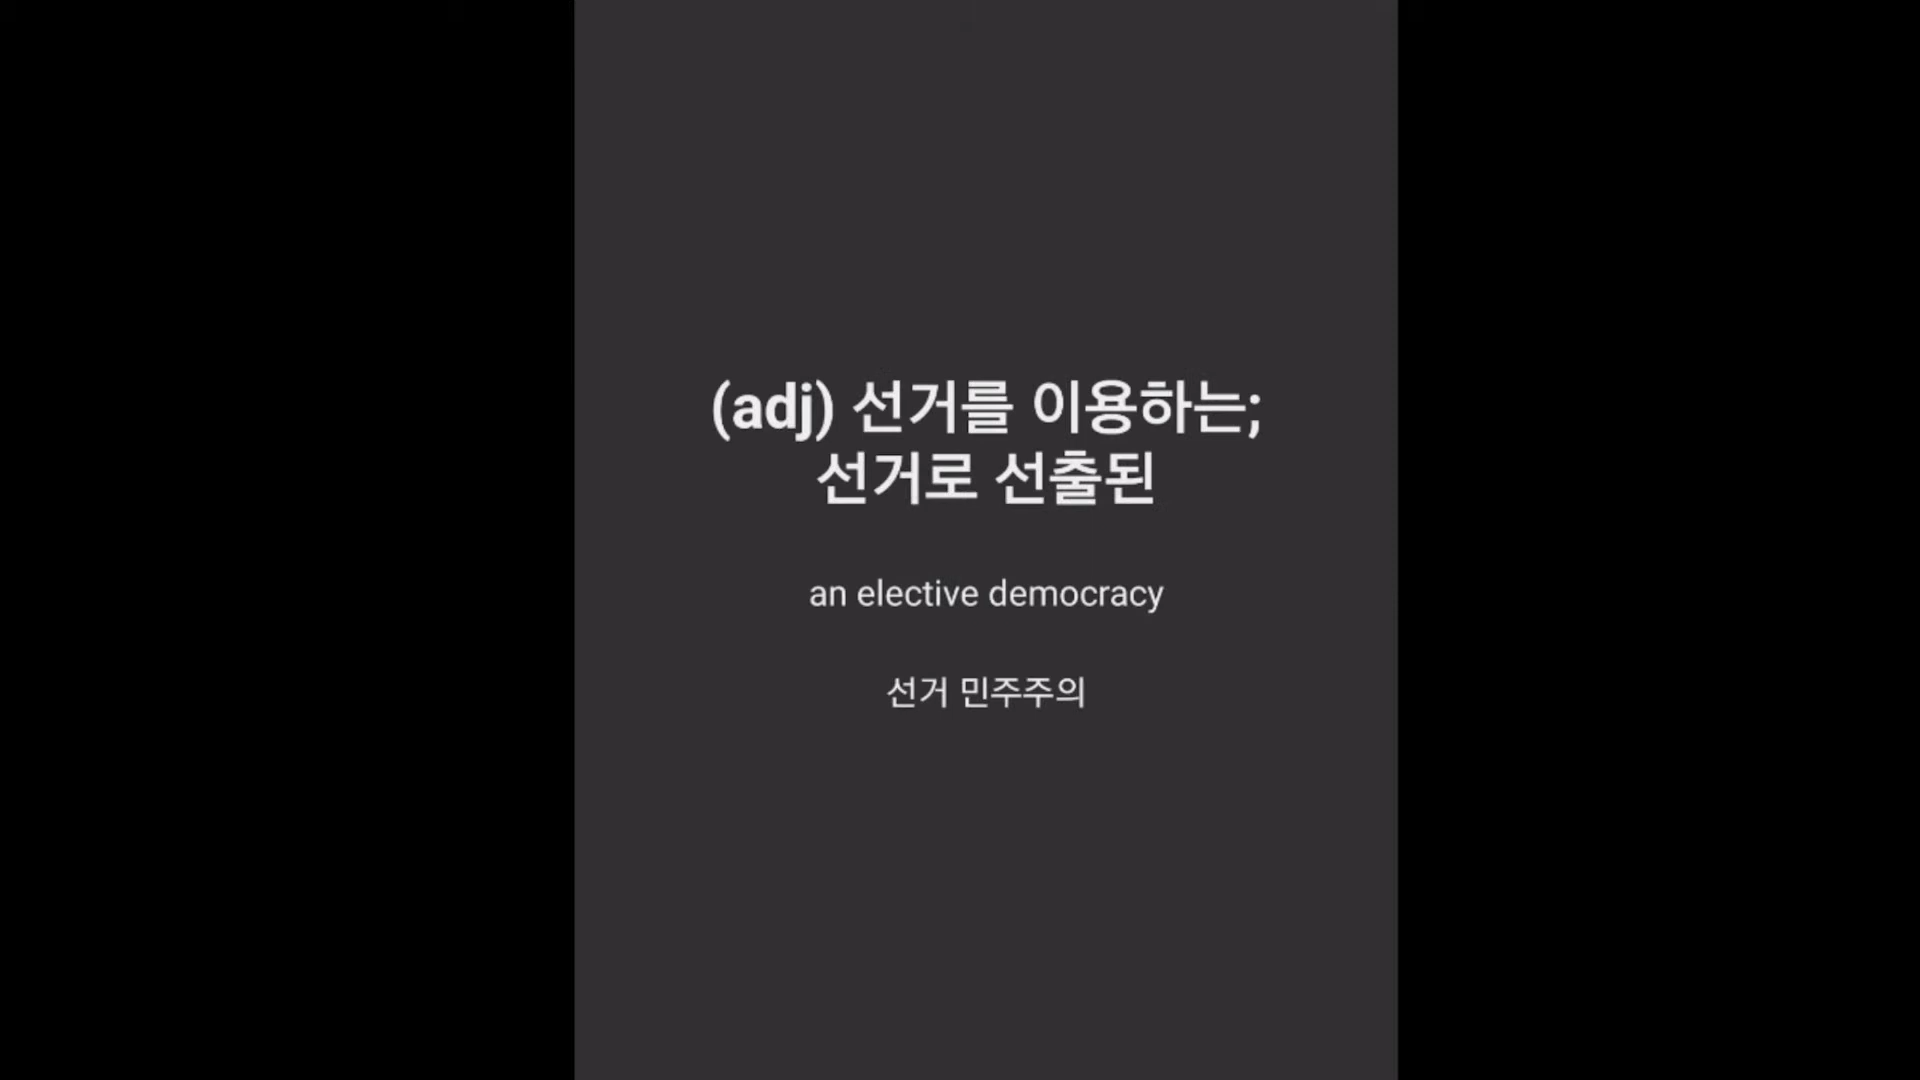 (adj) 선거를 이용하는;
선거로 선출된
an elective democracy
선거 민주주의